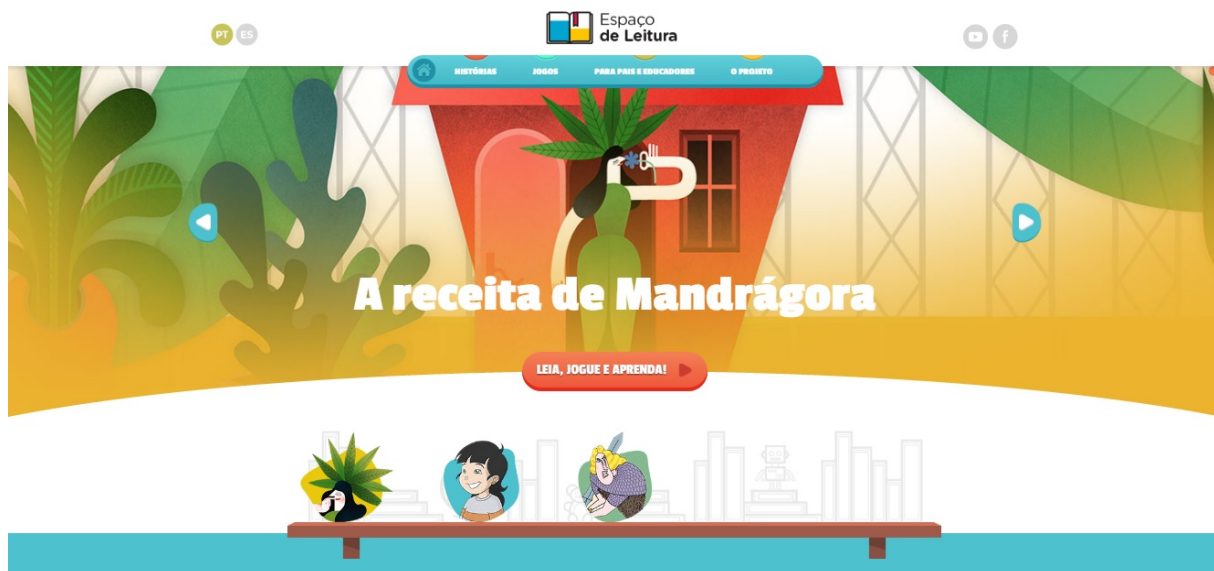 PT ES
Espaço
de Leitura
HISTÓRIAS JOGOS PARA PAIS E EDUCADORES O PROJETO
A receita de Mandrágora
LEIA, JOGUE E APRENDA!